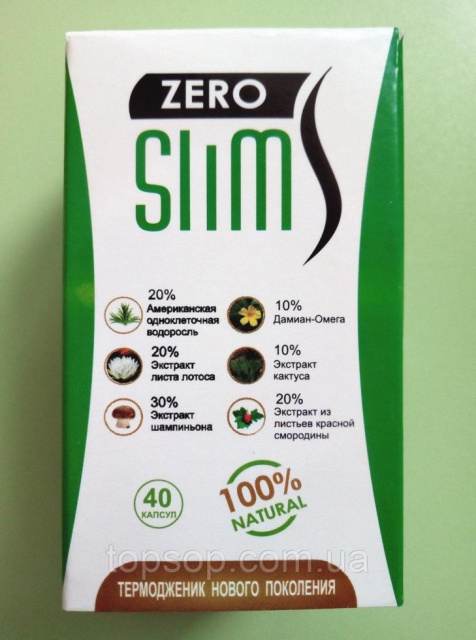 ZERO
SliM
20%
Американская
одноклеточная
водоросль
10%
Дамиан-Омега
20%
Экстракт
листа лотоса
10%
Экстракт
кактуса
30%
Экстракт
шампиньона
20%
Экстракт из
листьев красной
смородины
40
КАПСУЛ
100%
NATURAL
topsop.com.ua
ТЕРМОДЖЕНИК НОВОГО ПОКОЛЕНИЯ